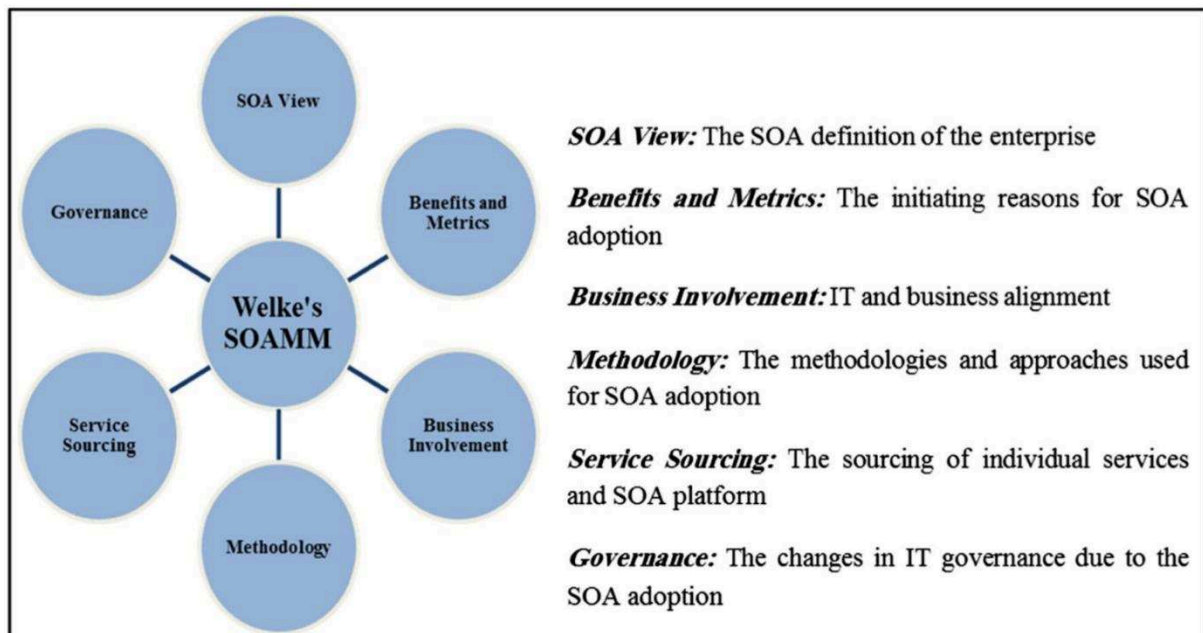 SOA View
Benefits and
Metrics
Business
Involvement
Methodology
Service
Sourcing
Governance
Welke's
SOAMM
SOA View: The SOA definition of the enterprise
Benefits and Metrics: The initiating reasons for SOA
adoption
Business Involvement: IT and business alignment
Methodology: The methodologies and approaches used
for SOA adoption
Service Sourcing: The sourcing of individual services
and SOA platform
Governance: The changes in IT governance due to the
SOA adoption